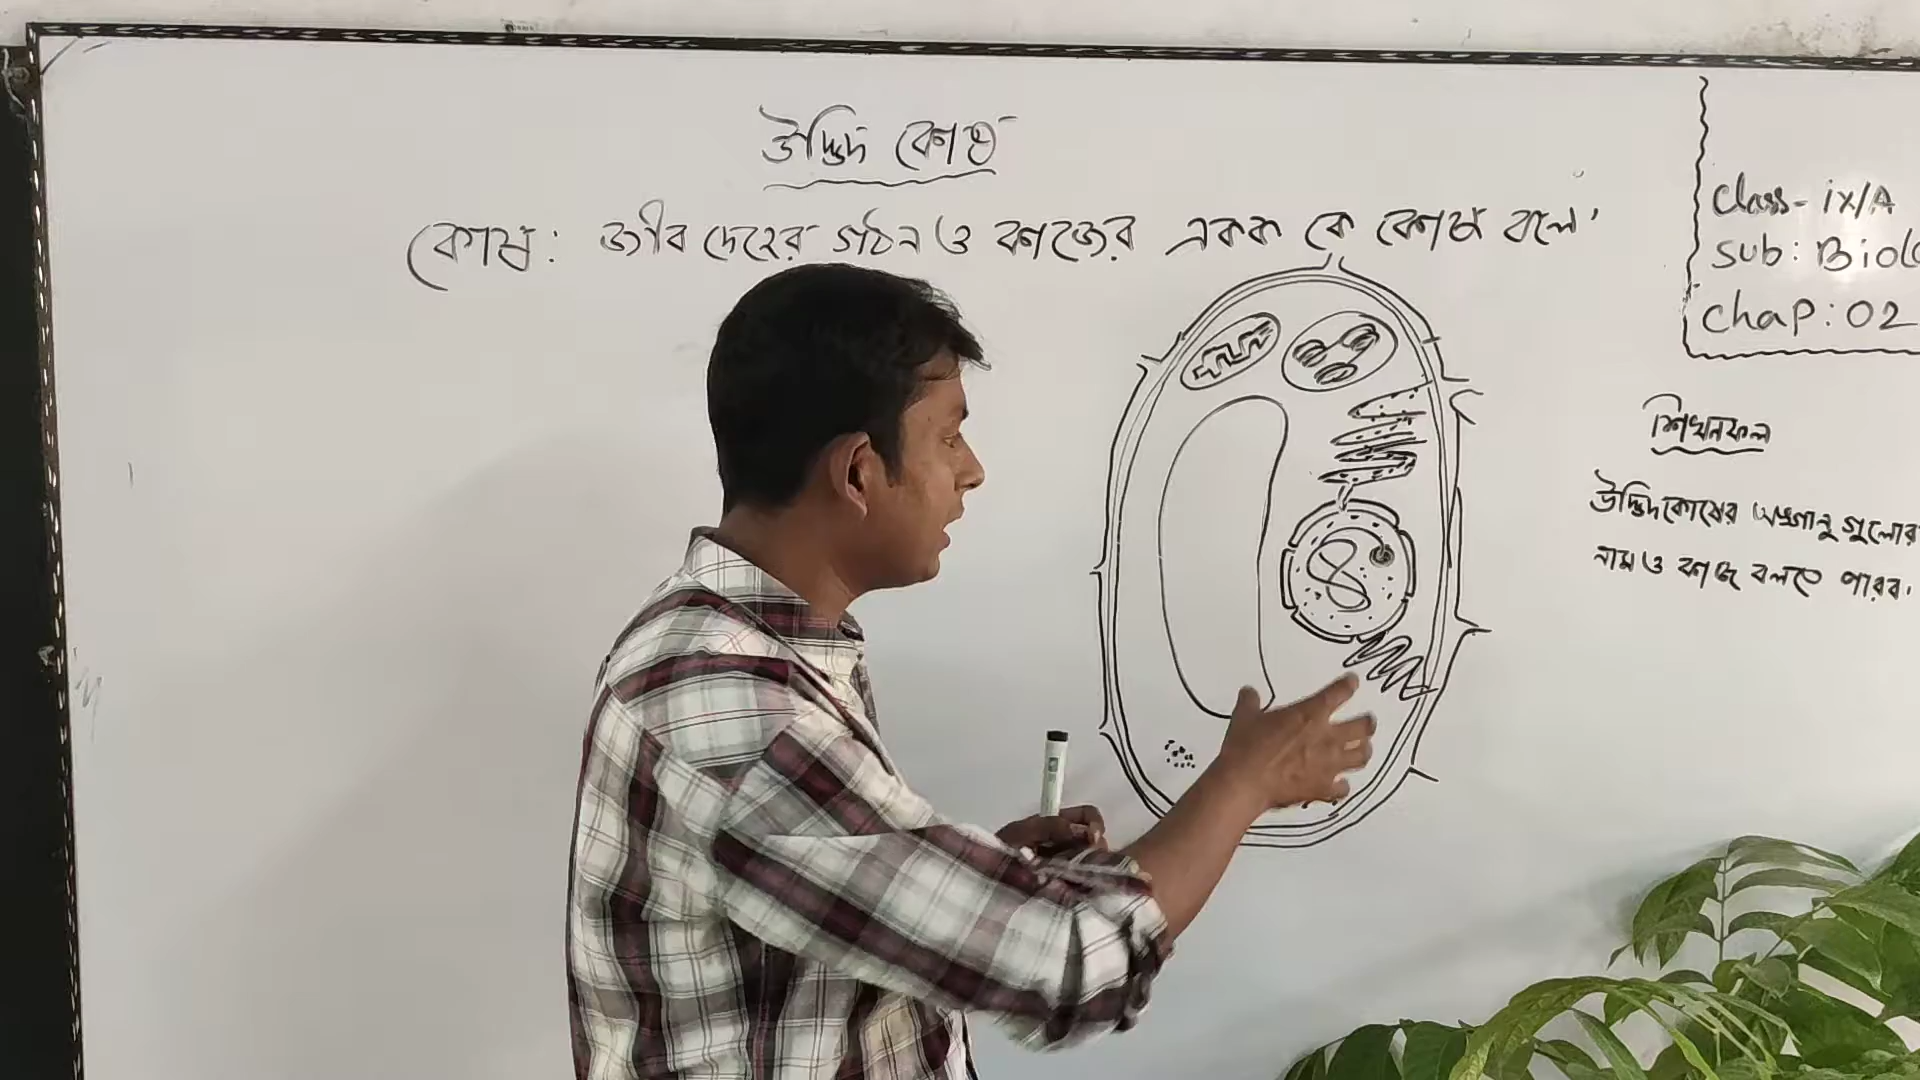 উদ্ভিদ কোষ
কোষ: জীব দেহের গঠন ও কাজের একক কে কোষ বলে।
Class - ix/A
Sub: Biolo
Chap: 02
শিখনফল
উদ্ভিদকোষের অঙ্গানু গুলোর
নাম ও কাজ বলতে পারব।